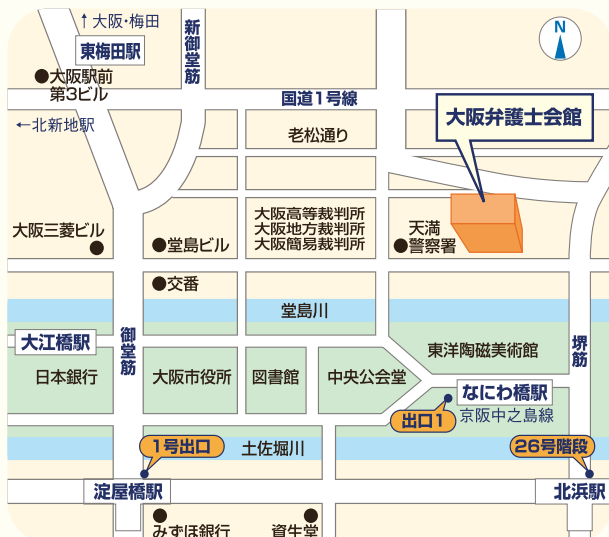 ↑大阪・梅田
東梅田駅
新御堂筋
N
大阪駅前
第3ビル
国道1号線
←北新地駅
老松通り
大阪弁護士会館
大阪高等裁判所
大阪地方裁判所
大阪簡易裁判所
天満
警察署
大阪三菱ビル
堂島ビル
交番
堂島川
大江橋駅
御堂筋
東洋陶磁美術館
堺筋
日本銀行
大阪市役所
図書館
中央公会堂
なにわ橋駅
京阪中之島線
出口1
1号出口
土佐堀川
26号階段
淀屋橋駅
北浜駅
みずほ銀行
資生堂